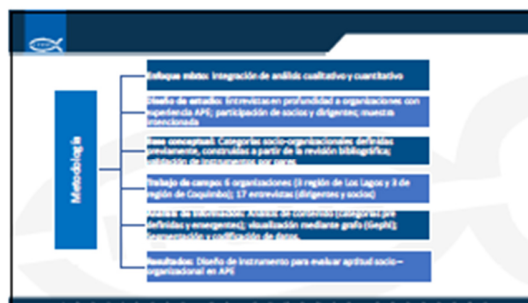 Metodología
Enfoque mixto: Integración de análisis cualitativo y cuantitativo
Diseño de estudio: Entrevistas en profundidad a organizaciones con
experiencia APE; participación de socios y dirigentes; muestra
intencionada
Base conceptual: Categorías socio-organizacionales definidas
previamente, construidas a partir de la revisión bibliográfica;
validación de instrumentos por pares
Trabajo de campo: 6 organizaciones (3 región de Los Lagos y 3 de
región de Coquimbo); 17 entrevistas (dirigentes y socios)
Análisis de información: Análisis de contenido (categorías pre
definidas y emergentes); visualización mediante grafo (Gephi);
segmentación y codificación de datos.
Resultados: Diseño de instrumento para evaluar aptitud socio–
organizacional en APE